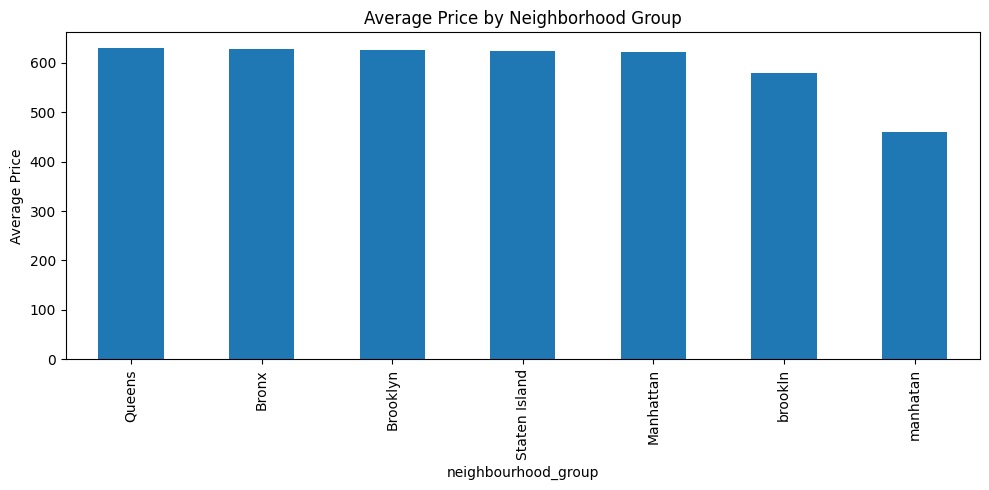 Average Price by Neighborhood Group
Average Price
600
500
400
300
200
100
0
Queens
Bronx
Brooklyn
Staten Island
Manhattan
brookln
manhatan
neighbourhood_group